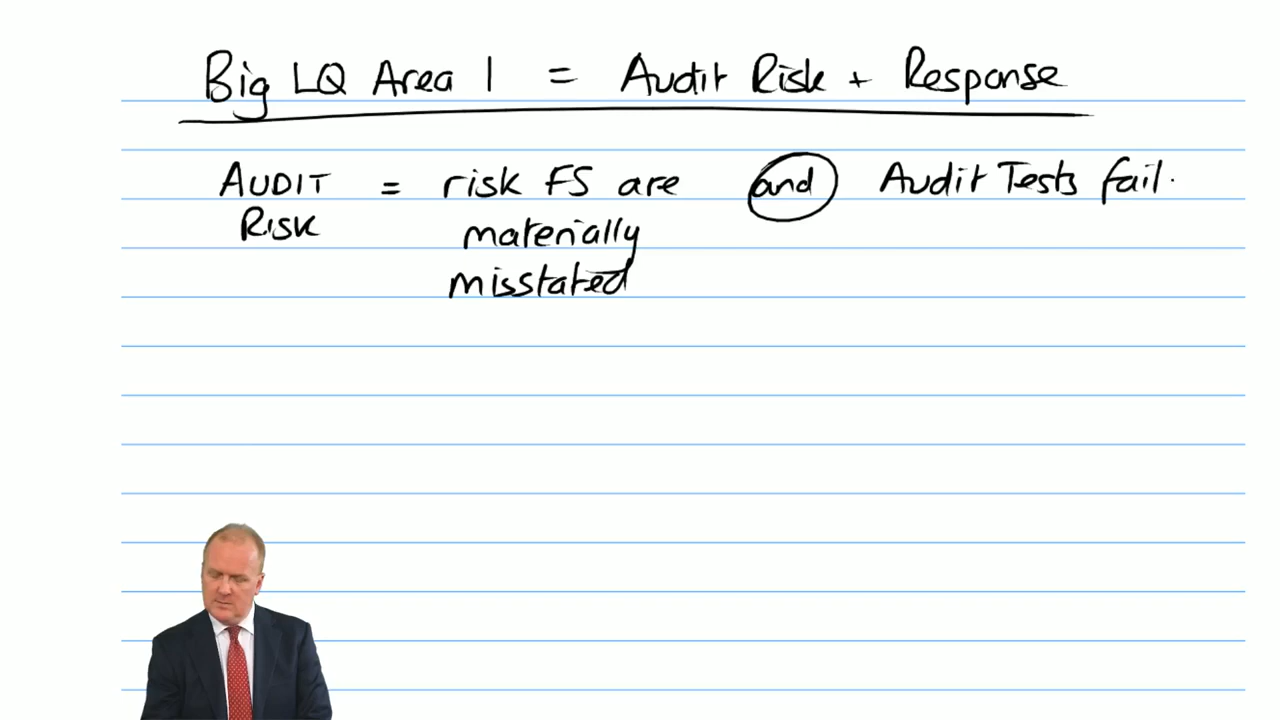 Big LQ Area 1 = Audit Risk + Response
AUDIT = risk FS are and Audit Tests fail.
RISK materially
misstated